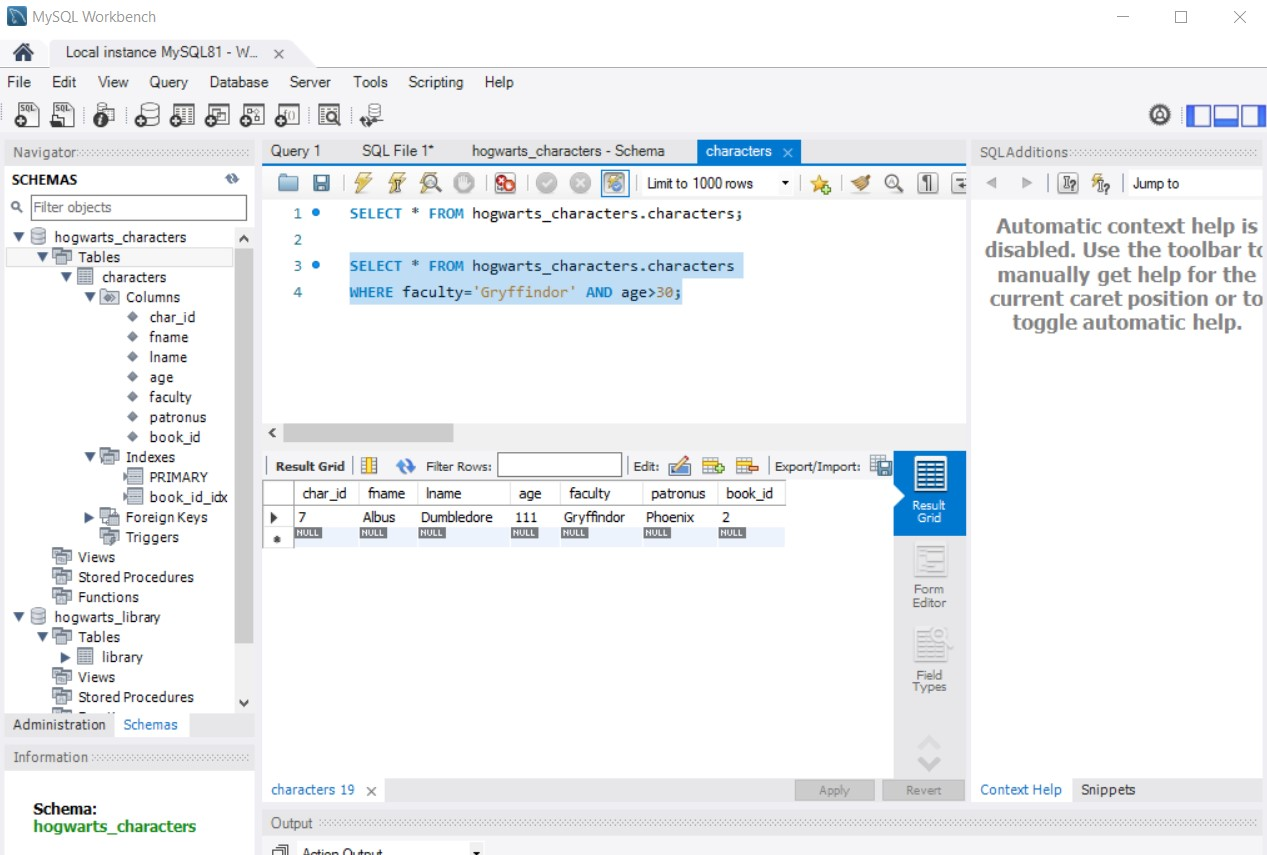 MySQL Workbench
Local instance MySQL81 - W...
File Edit View Query Database Server Tools Scripting Help
Navigator
SCHEMAS
Filter objects
hogwarts_characters
Tables
characters
Columns
char_id
fname
lname
age
faculty
patronus
book_id
Indexes
PRIMARY
book_id_idx
Foreign Keys
Triggers
Views
Stored Procedures
Functions
hogwarts_library
Tables
library
Views
Stored Procedures
Administration Schemas
Information
Schema:
hogwarts_characters
Query 1 SQL File 1* hogwarts_characters - Schema characters
Limit to 1000 rows
1 SELECT * FROM hogwarts_characters.characters;
2
3 SELECT * FROM hogwarts_characters.characters
4 WHERE faculty='Gryffindor' AND age>30;
Result Grid Filter Rows: Edit: Export/Import:
char_id fname lname age faculty patronus book_id
7 Albus Dumbledore 111 Gryffindor Phoenix 2
NULL NULL NULL NULL NULL NULL NULL
Result
Grid
Form
Editor
Field
Types
characters 19 Apply Revert
Output
Action Output
SQLAdditions
Jump to
Automatic context help is
disabled. Use the toolbar to
manually get help for the
current caret position or to
toggle automatic help.
Context Help Snippets